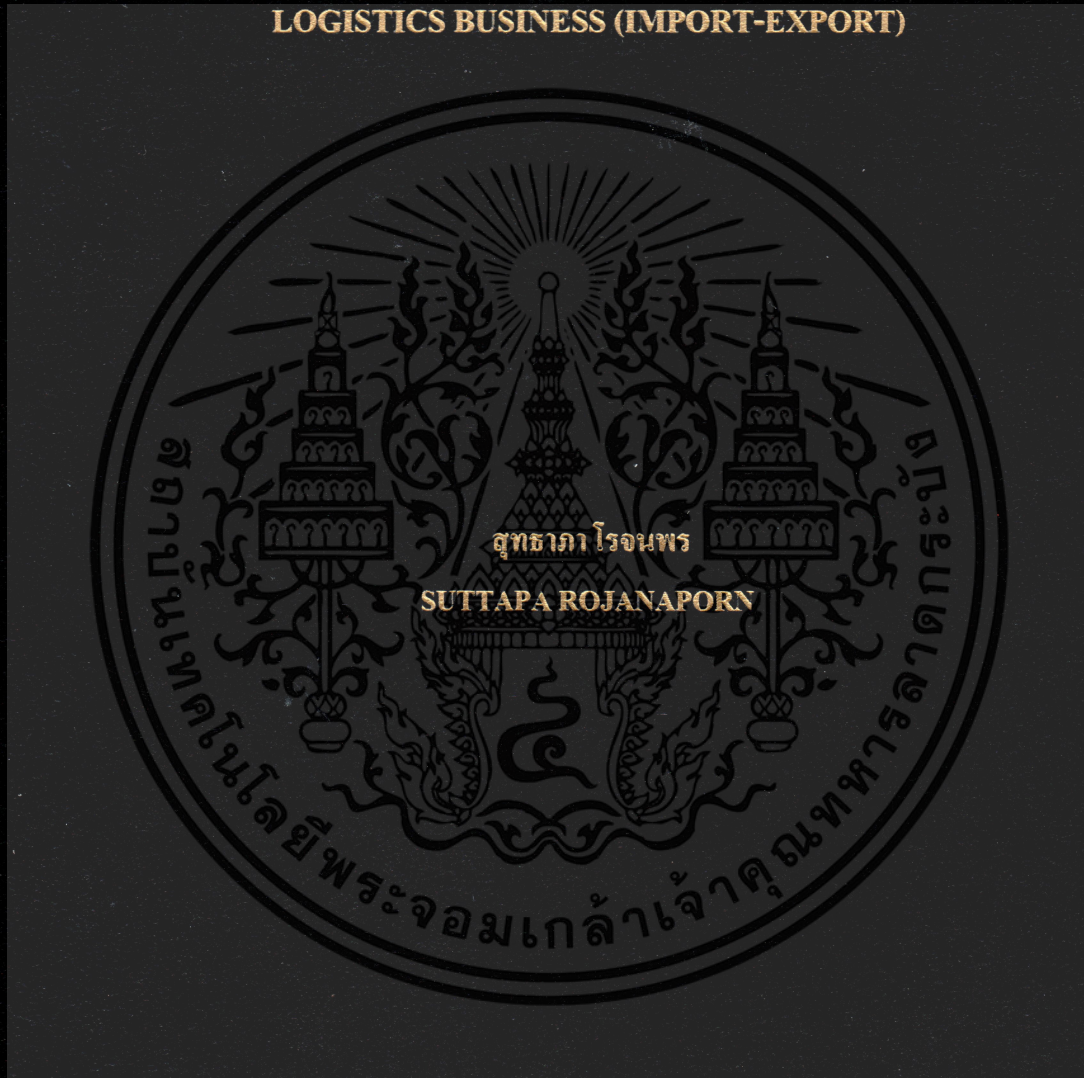 LOGISTICS BUSINESS (IMPORT-EXPORT)
สุทธาภา โรจนพร
SUTTAPA ROJANAPORN
๔
สถาบันเทคโนโลยีพระจอมเกล้าเจ้าคุณทหารลาดกระบัง